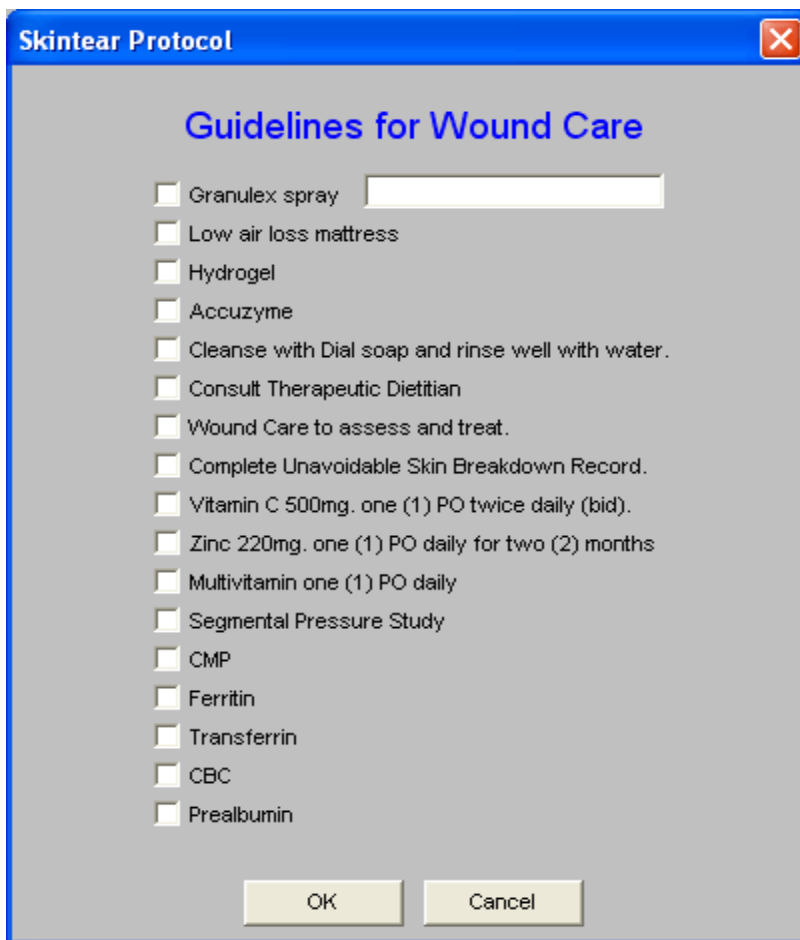 Skintear Protocol
Guidelines for Wound Care
Granulex spray
Low air loss mattress
Hydrogel
Accuzyme
Cleanse with Dial soap and rinse well with water.
Consult Therapeutic Dietitian
Wound Care to assess and treat.
Complete Unavoidable Skin Breakdown Record.
Vitamin C 500mg. one (1) PO twice daily (bid).
Zinc 220mg. one (1) PO daily for two (2) months
Multivitamin one (1) PO daily
Segmental Pressure Study
CMP
Ferritin
Transferrin
CBC
Prealbumin
OK Cancel